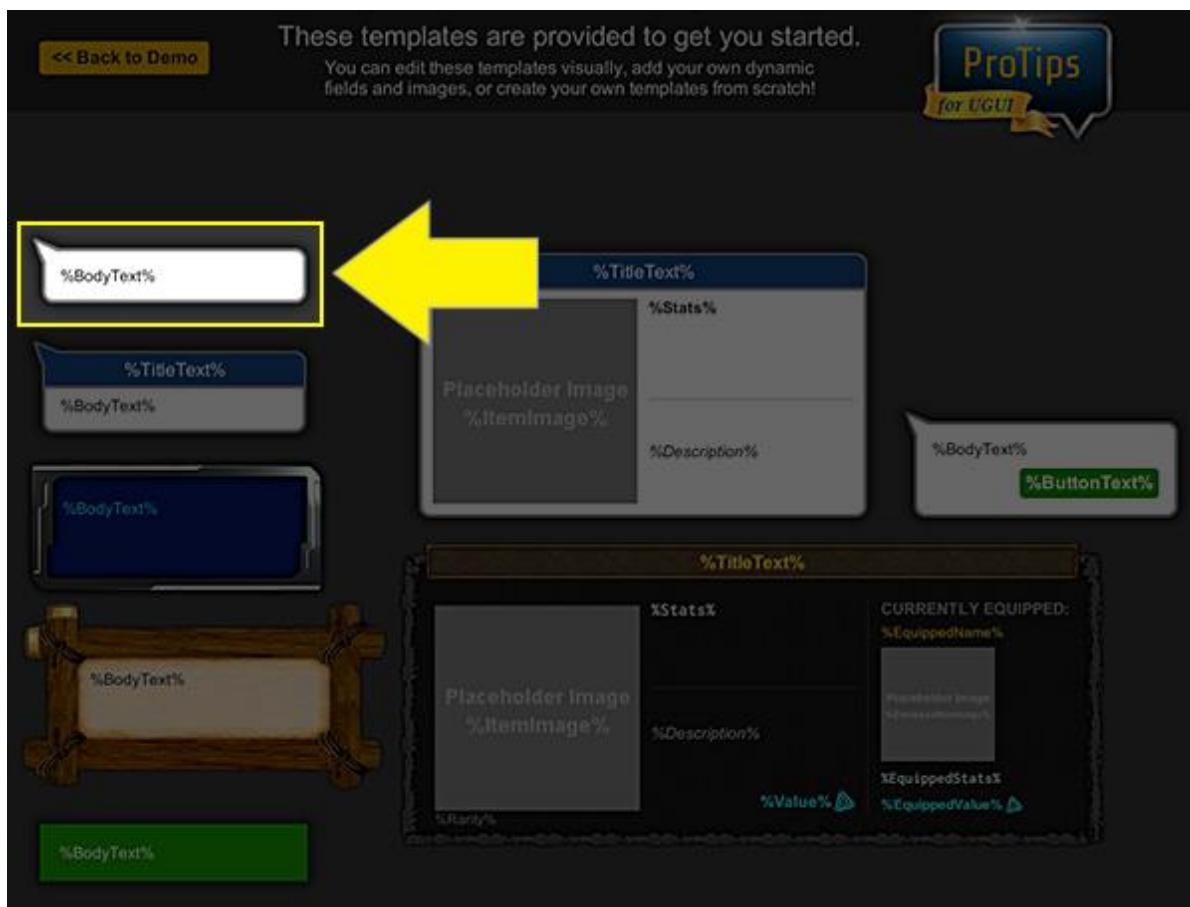 << Back to Demo
These templates are provided to get you started.
You can edit these templates visually, add your own dynamic
fields and images, or create your own templates from scratch!
ProTips
for UGUI
%BodyText%
%TitleText%
%BodyText%
%BodyText%
%BodyText%
%BodyText%
%TitleText%
%Stats%
Placeholder Image
%ItemImage%
%Description%
%BodyText%
%ButtonText%
%TitleText%
%Stats%
Placeholder Image
%ItemImage%
%Description%
%Value%
%Rarity%
CURRENTLY EQUIPPED:
%EquippedName%
Placeholder Image
%EquippedStats%
%EquippedValue%